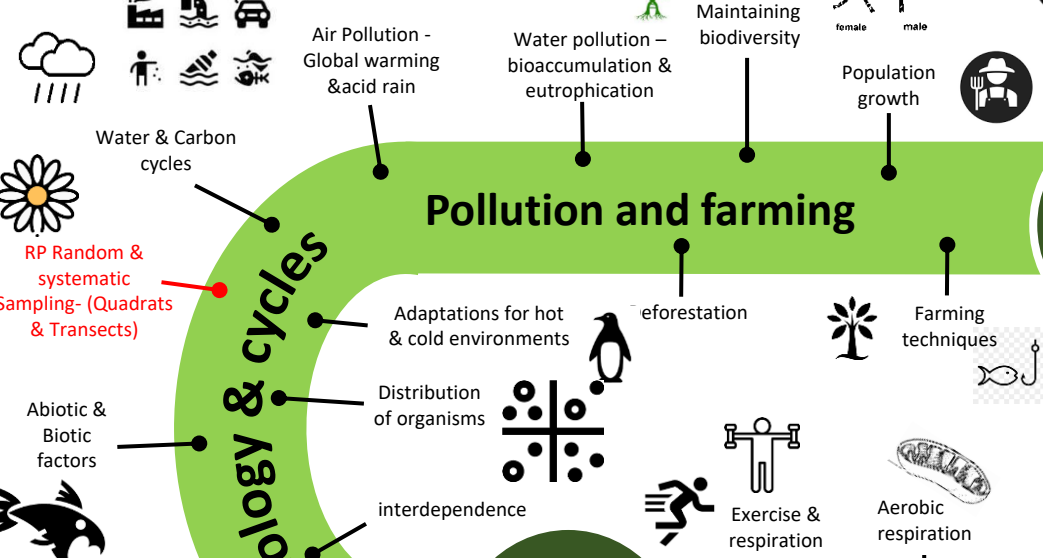 Maintaining
biodiversity
female
male
Air Pollution -
Global warming
&acid rain
Water pollution –
bioaccumulation &
eutrophication
Population
growth
Water & Carbon
cycles
Pollution and farming
RP Random &
systematic
Sampling- (Quadrats
& Transects)
ology & cycles
Adaptations for hot
& cold environments
eforestation
Farming
techniques
Distribution
of organisms
Abiotic &
Biotic
factors
interdependence
Exercise &
respiration
Aerobic
respiration